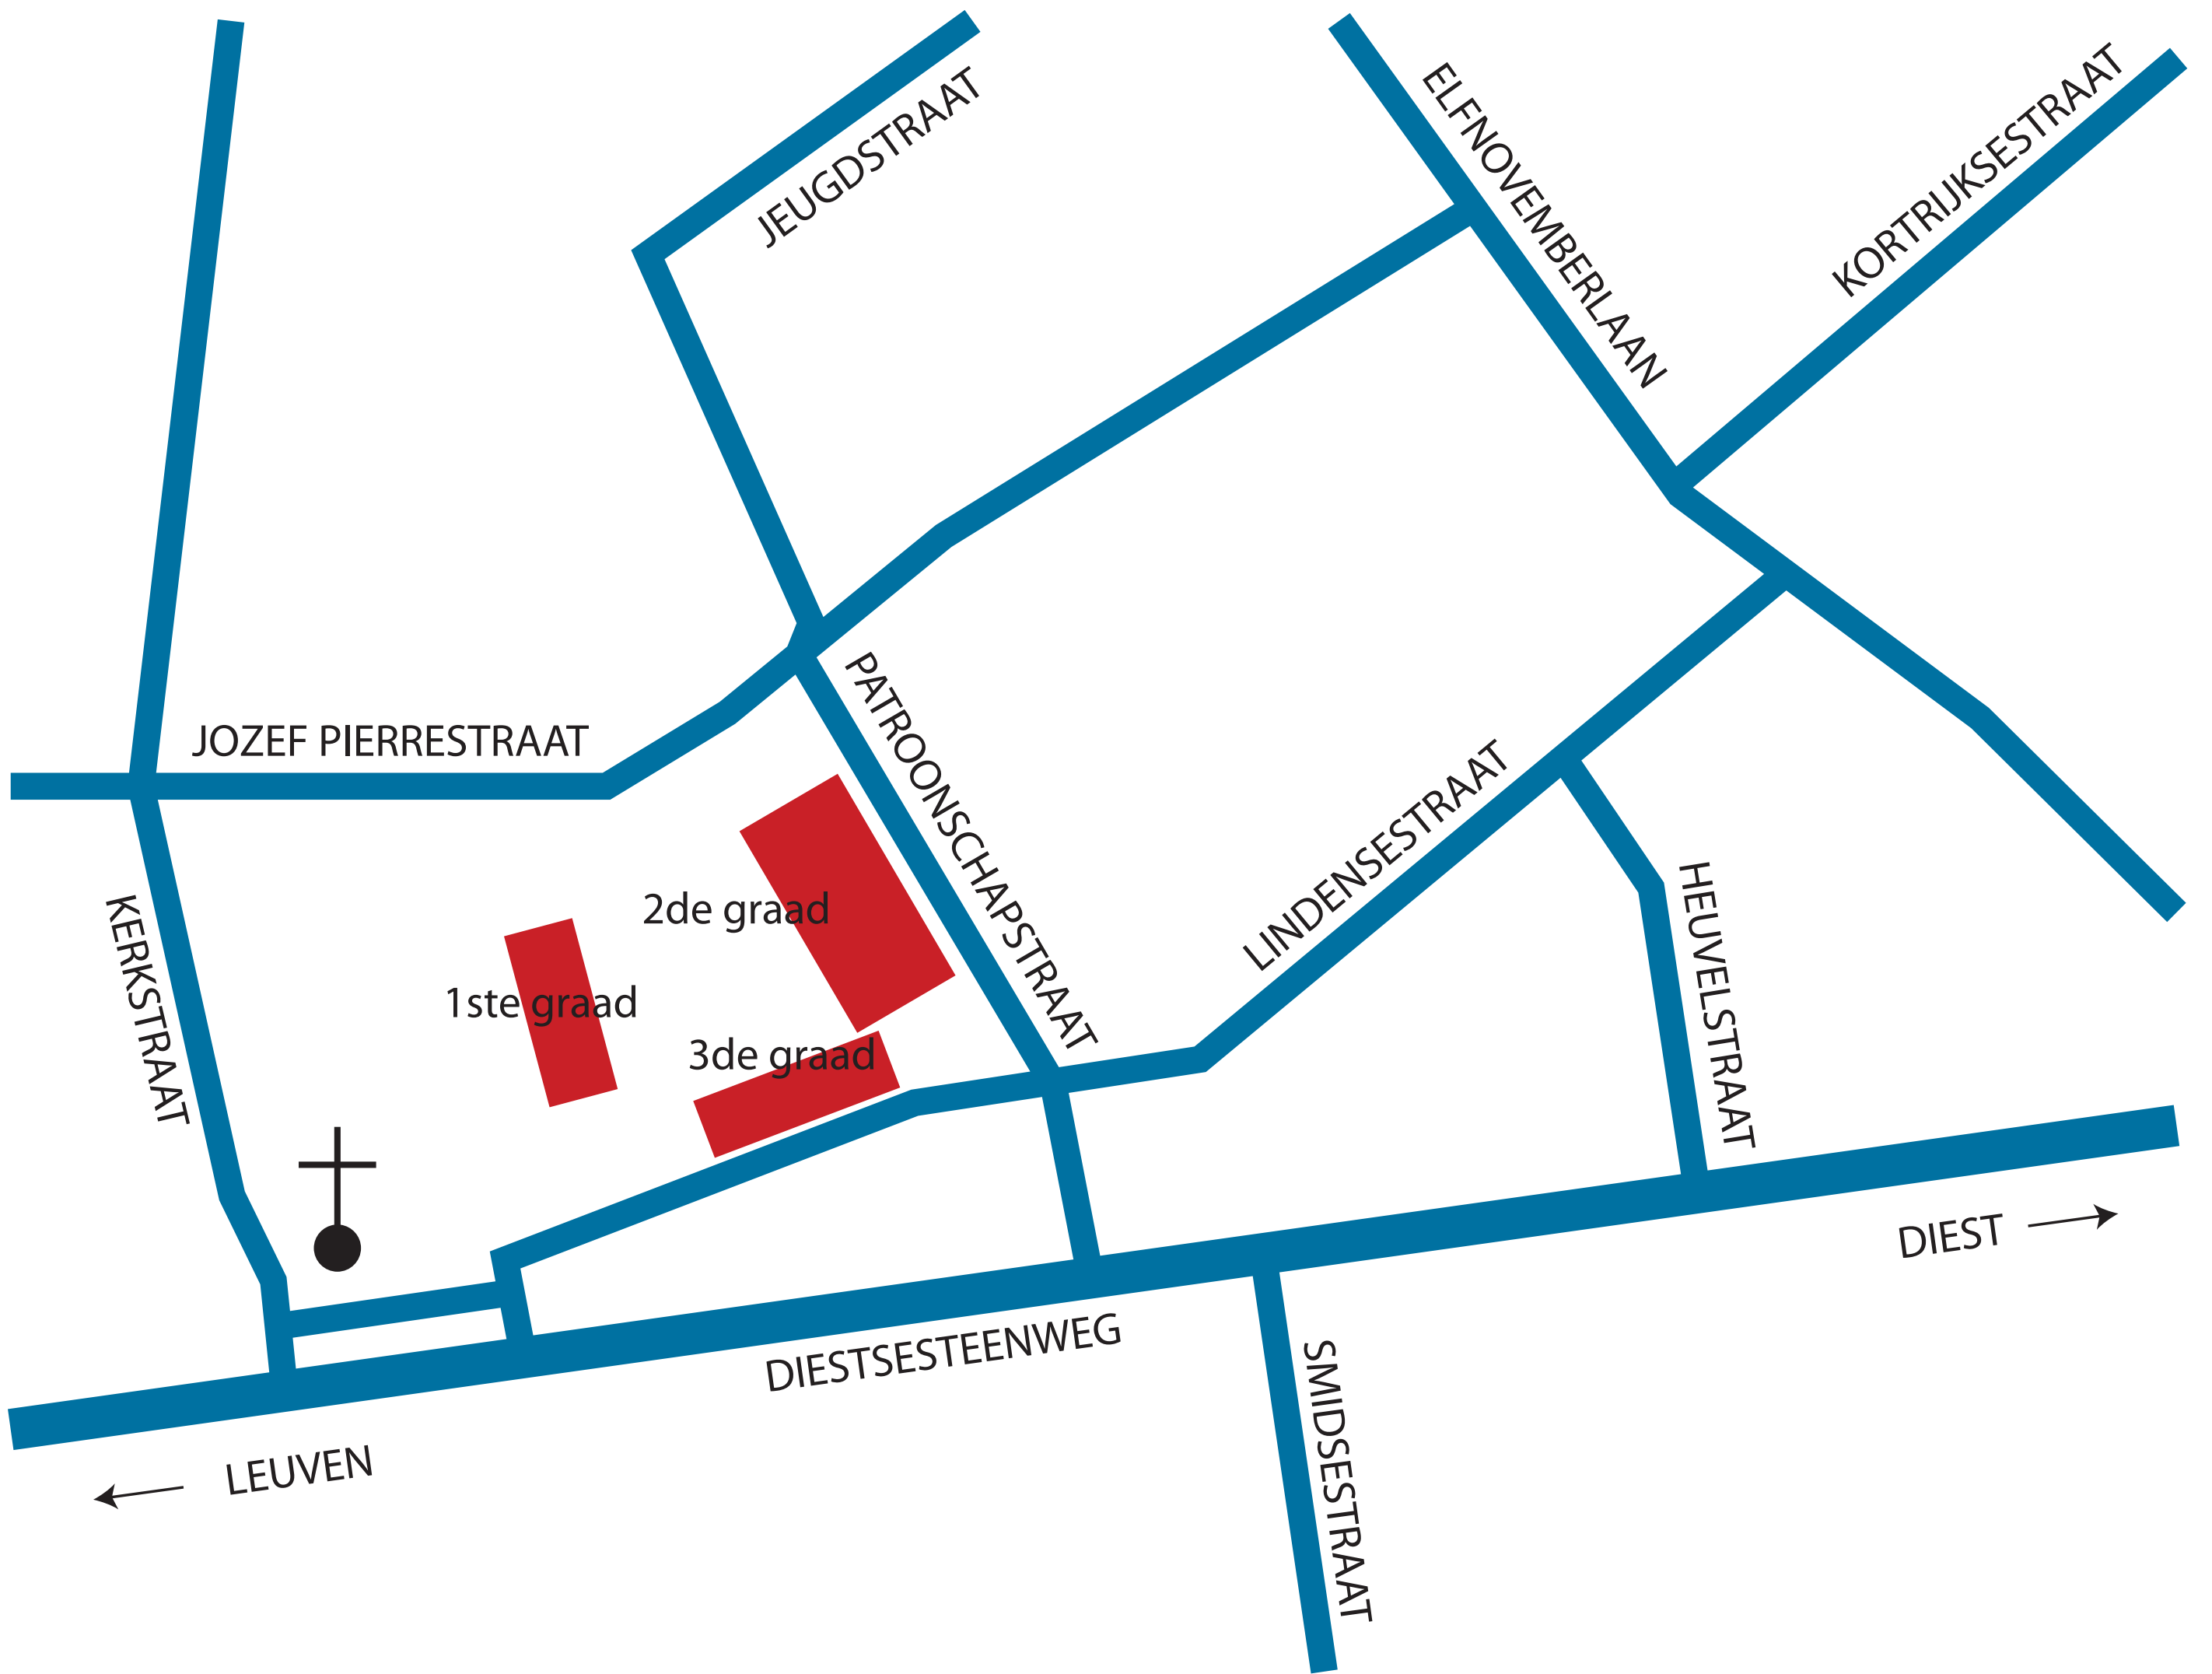 JEUGDSTRAAT
ELFNOVEMBERLAAN
KORTRIJKSESTRAAT
JOZEF PIERRESTRAAT
PATROONSCHAPSTRAAT
LINDENSESTRAAT
HEUVELSTRAAT
KERKSTRAAT
2de graad
1ste graad
3de graad
DIEST
DIESTSESTEENWEG
SMIDSESTRAAT
LEUVEN